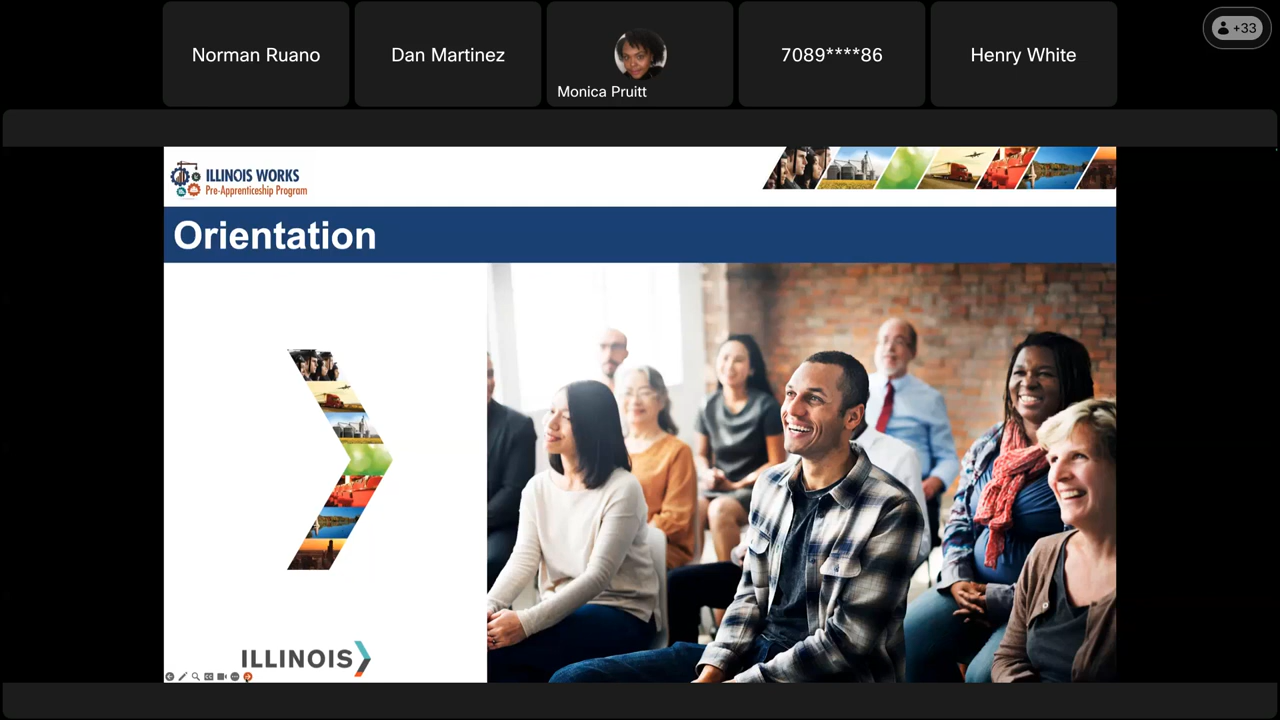 Norman Ruano
Dan Martinez
Monica Pruitt
7089****86
Henry White
+33
ILLINOIS WORKS
Pre-Apprenticeship Program
Orientation
ILLINOIS